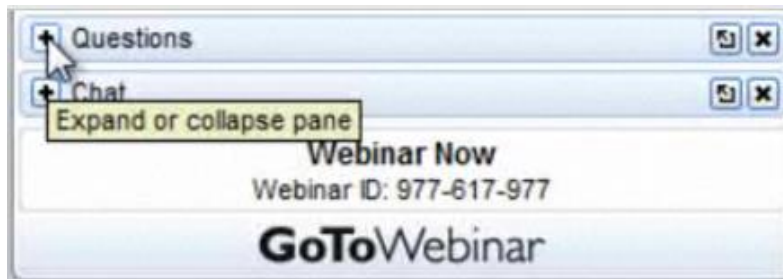 Questions
Chat
Expand or collapse pane
Webinar Now
Webinar ID: 977-617-977
GoToWebinar